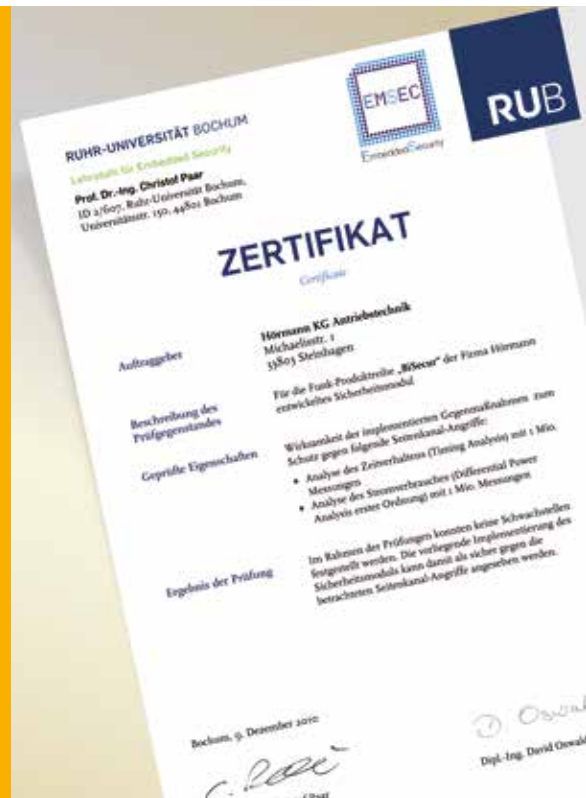 RUHR-UNIVERSITÄT BOCHUM
Lehrstuhl für Embedded Security
Prof. Dr.-Ing. Christof Paar
ID 2/607, Ruhr-Universität Bochum,
Universitätsstr. 150, 44801 Bochum
EMSEC
EmbeddedSecurity
RUB
ZERTIFIKAT
Certificate
Auftraggeber
Hörmann KG Antriebstechnik
Michaelisstr. 1
33803 Steinhagen
Beschreibung des
Prüfgegenstandes
Für die Funk-Produktreihe „BiSecur“ der Firma Hörmann
entwickeltes Sicherheitsmodul
Geprüfte Eigenschaften
Wirksamkeit der implementierten Gegenmaßnahmen zum
Schutz gegen folgende Seitenkanal-Angriffe:
• Analyse des Zeitverhaltens (Timing Analysis) mit 1 Mio.
Messungen
• Analyse des Stromverbrauches (Differential Power
Analysis erster Ordnung) mit 1 Mio. Messungen
Ergebnis der Prüfung
Im Rahmen der Prüfungen konnten keine Schwachstellen
festgestellt werden. Die vorliegende Implementierung des
Sicherheitsmoduls kann damit als sicher gegen die
betrachteten Seitenkanal-Angriffe angesehen werden.
Bochum, 9. Dezember 2010
C. Paar
Paar
D. Oswald
Dipl.-Ing. David Oswald